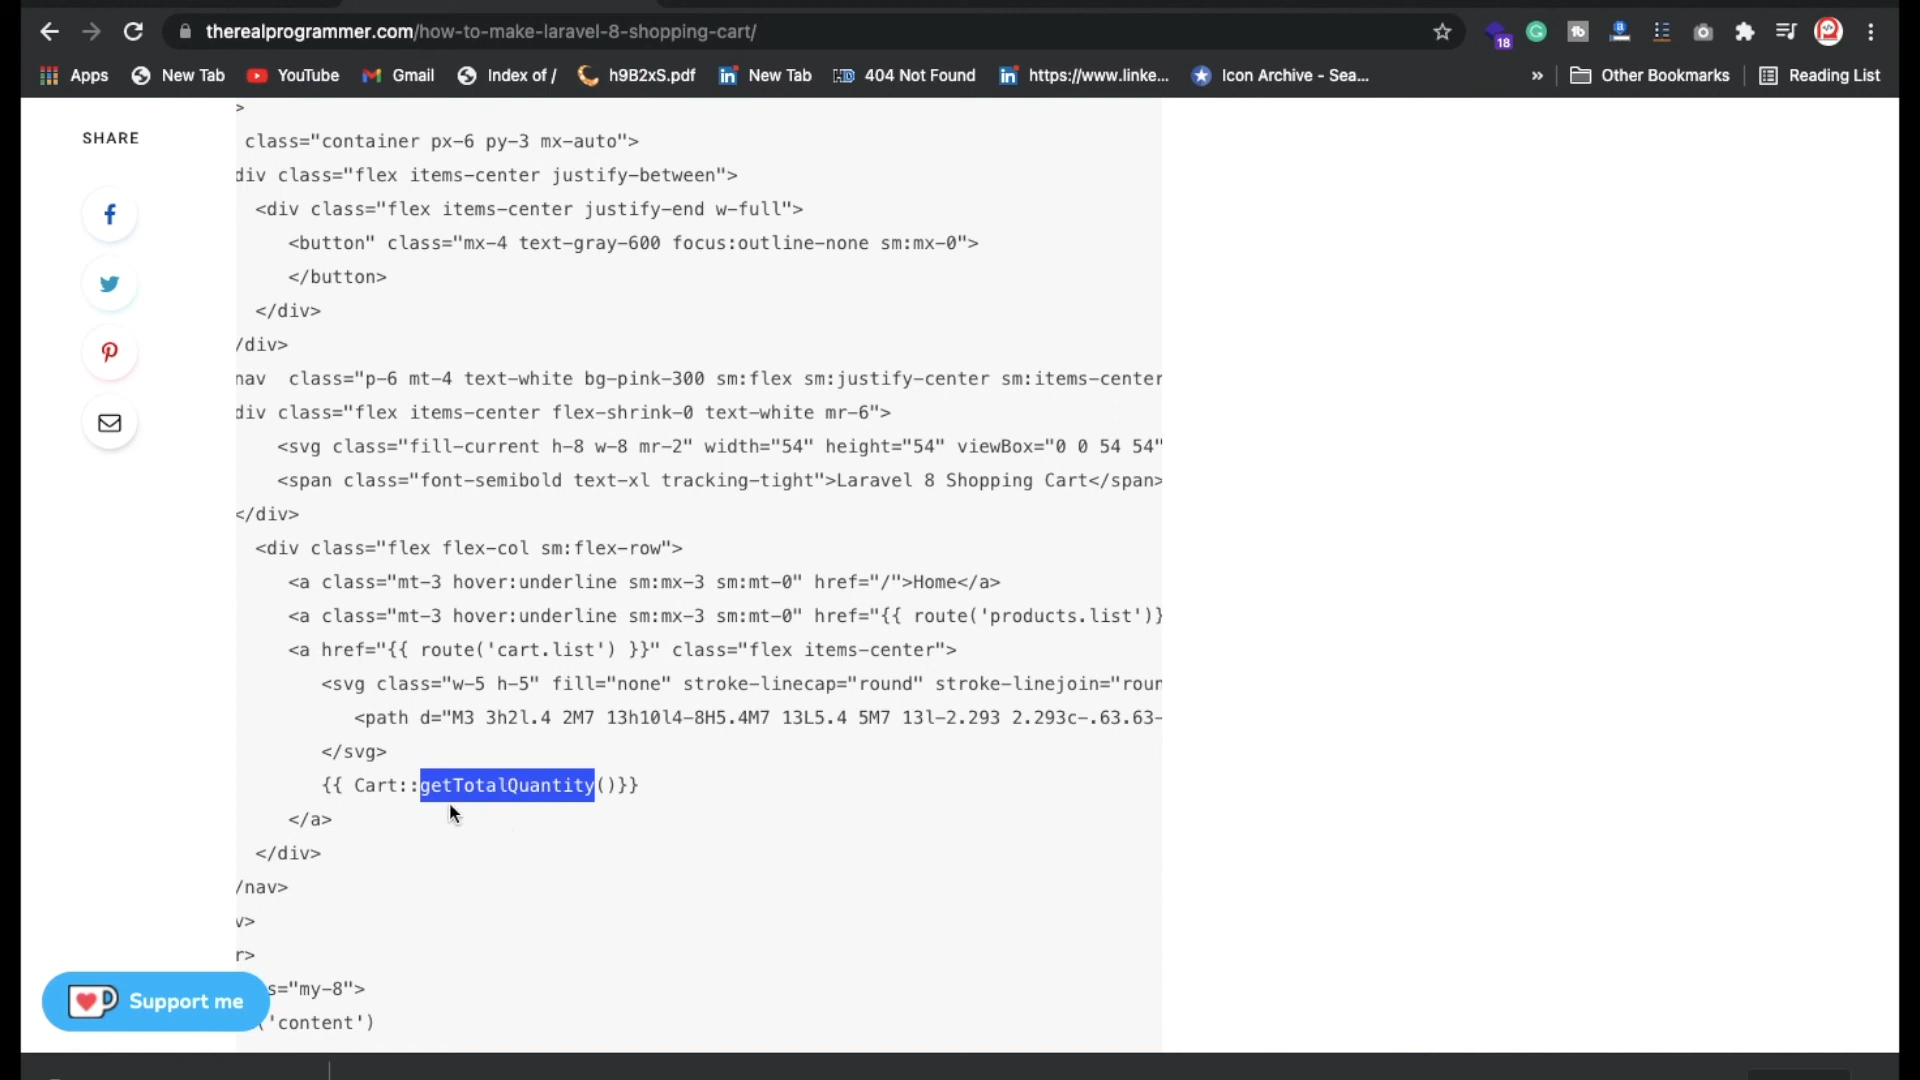 therealprogrammer.com/how-to-make-laravel-8-shopping-cart/
18
Apps New Tab YouTube Gmail Index of / h9B2xS.pdf New Tab 404 Not Found https://www.linke... Icon Archive - Sea... » Other Bookmarks Reading List
SHARE
>
class="container px-6 py-3 mx-auto">
div class="flex items-center justify-between">
<div class="flex items-center justify-end w-full">
<button" class="mx-4 text-gray-600 focus:outline-none sm:mx-0">
</button>
</div>
/div>
nav  class="p-6 mt-4 text-white bg-pink-300 sm:flex sm:justify-center sm:items-center
div class="flex items-center flex-shrink-0 text-white mr-6">
<svg class="fill-current h-8 w-8 mr-2" width="54" height="54" viewBox="0 0 54 54"
<span class="font-semibold text-xl tracking-tight">Laravel 8 Shopping Cart</span>
</div>
<div class="flex flex-col sm:flex-row">
<a class="mt-3 hover:underline sm:mx-3 sm:mt-0" href="/">Home</a>
<a class="mt-3 hover:underline sm:mx-3 sm:mt-0" href="{{ route('products.list')}
<a href="{{ route('cart.list') }}" class="flex items-center">
<svg class="w-5 h-5" fill="none" stroke-linecap="round" stroke-linejoin="roun
<path d="M3 3h2l.4 2M7 13h10l4-8H5.4M7 13L5.4 5M7 13l-2.293 2.293c-.63.63-
</svg>
{{ Cart::getTotalQuantity()}}
</a>
</div>
/nav>
v>
r>
s="my-8">
('content')
Support me